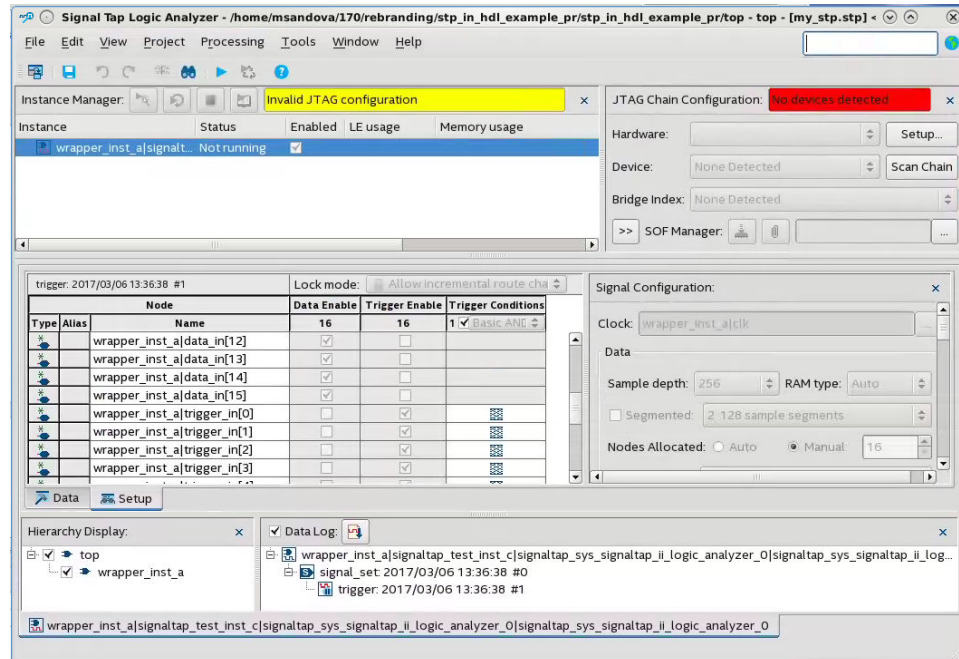 Signal Tap Logic Analyzer - /home/msandova/170/rebranding/stp_in_hdl_example_pr/stp_in_hdl_example_pr/top - top - [my_stp.stp] <
File Edit View Project Processing Tools Window Help
Instance Manager: Invalid JTAG configuration x
Instance Status Enabled LE usage Memory usage
wrapper_inst_a|signalt... Not running
JTAG Chain Configuration: No devices detected x
Hardware: Setup...
Device: None Detected Scan Chain
Bridge Index: None Detected
>> SOF Manager: ...
trigger: 2017/03/06 13:36:38 #1 Lock mode: Allow incremental route cha
Node Data Enable Trigger Enable Trigger Conditions
Type Alias Name 16 16 1 Basic AND
wrapper_inst_a|data_in[12]
wrapper_inst_a|data_in[13]
wrapper_inst_a|data_in[14]
wrapper_inst_a|data_in[15]
wrapper_inst_a|trigger_in[0]
wrapper_inst_a|trigger_in[1]
wrapper_inst_a|trigger_in[2]
wrapper_inst_a|trigger_in[3]
Data Setup
Signal Configuration: x
Clock: wrapper_inst_a|clk ...
Data
Sample depth: 256 RAM type: Auto
Segmented: 2 128 sample segments
Nodes Allocated: Auto Manual: 16
Hierarchy Display: x
top
wrapper_inst_a
Data Log: x
wrapper_inst_a|signaltap_test_inst_c|signaltap_sys_signaltap_ii_logic_analyzer_0|signaltap_sys_signaltap_ii_log...
signal_set: 2017/03/06 13:36:38 #0
trigger: 2017/03/06 13:36:38 #1
wrapper_inst_a|signaltap_test_inst_c|signaltap_sys_signaltap_ii_logic_analyzer_0|signaltap_sys_signaltap_ii_logic_analyzer_0